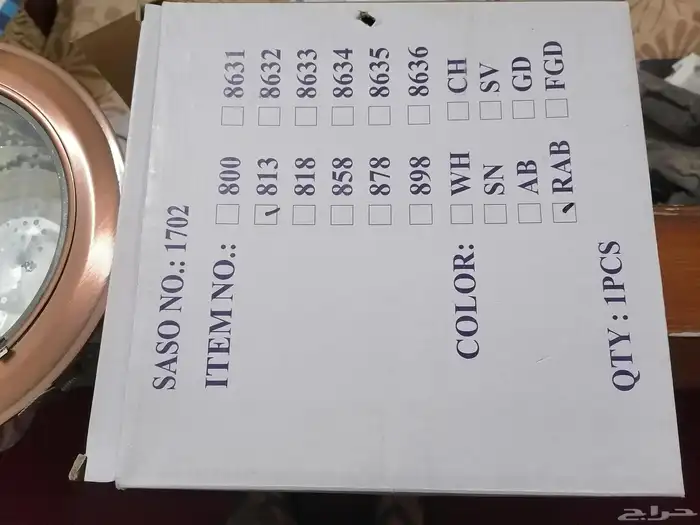 SASO NO.: 1702
ITEM NO.: 800 8631
813 8632
818 8633
858 8634
878 8635
898 8636
COLOR: WH CH
SN SV
AB GD
RAB FGD
QTY : 1PCS
حراج